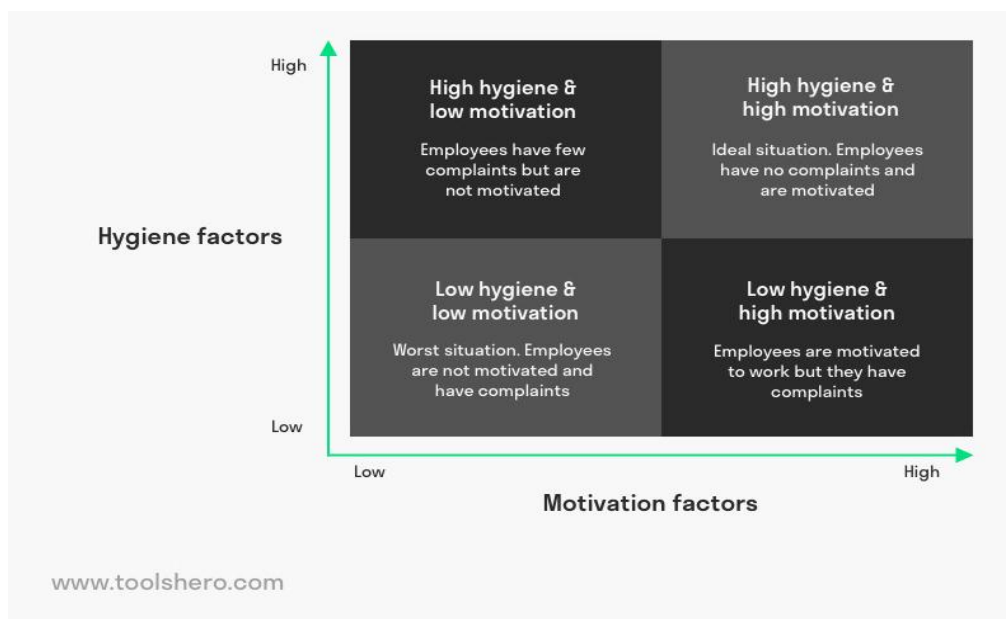 High
High hygiene &
low motivation
Employees have few
complaints but are
not motivated
High hygiene &
high motivation
Ideal situation. Employees
have no complaints and
are motivated
Hygiene factors
Low hygiene &
low motivation
Worst situation. Employees
are not motivated and
have complaints
Low hygiene &
high motivation
Employees are motivated
to work but they have
complaints
Low
Low
High
Motivation factors
www.toolshero.com